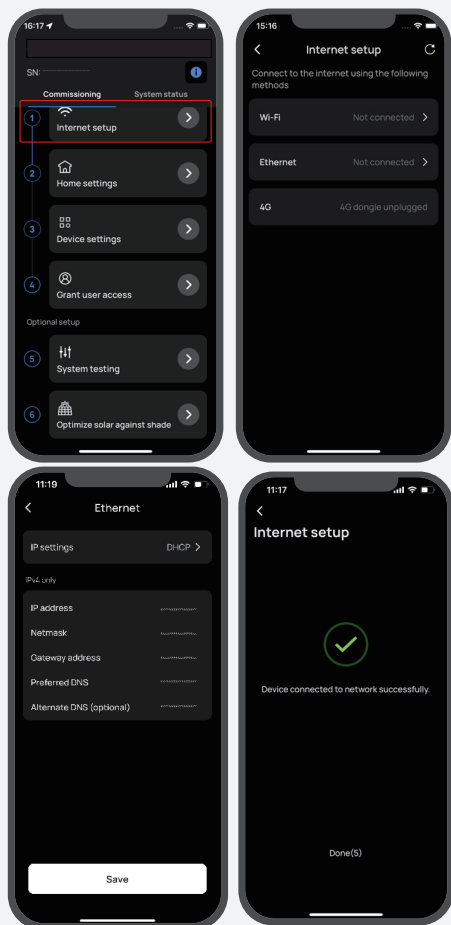 16:17
SN:
Commissioning
System status
1
Internet setup
2
Home settings
3
Device settings
4
Grant user access
Optional setup
5
System testing
6
Optimize solar against shade
15:16
Internet setup
Connect to the internet using the following
methods
Wi-Fi
Not connected
Ethernet
Not connected
4G
4G dongle unplugged
11:19
Ethernet
IP settings
DHCP
IPv4 only
IP address
Netmask
Gateway address
Preferred DNS
Alternate DNS (optional)
Save
11:17
Internet setup
Device connected to network successfully.
Done(5)